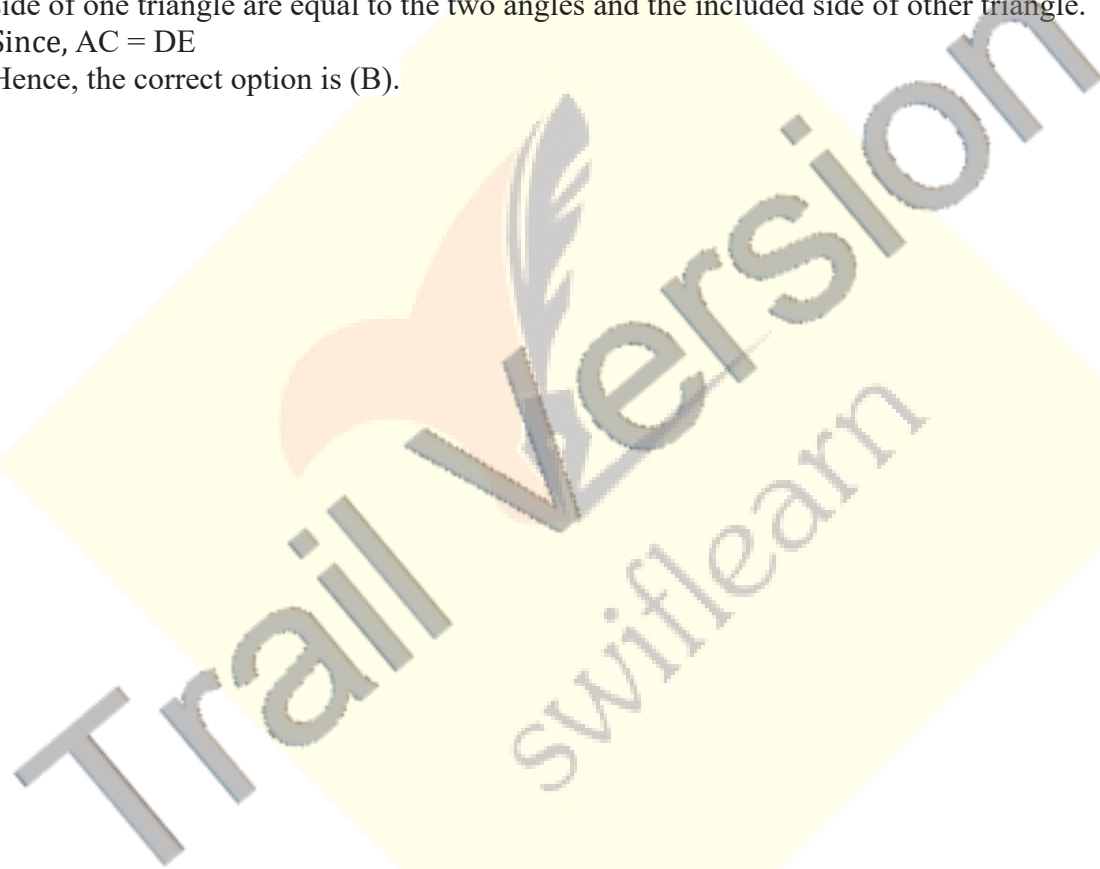 side of one triangle are equal to the two angles and the included side of other triangle.
Since, AC = DE
Hence, the correct option is (B).
Trail Version
swiflearn